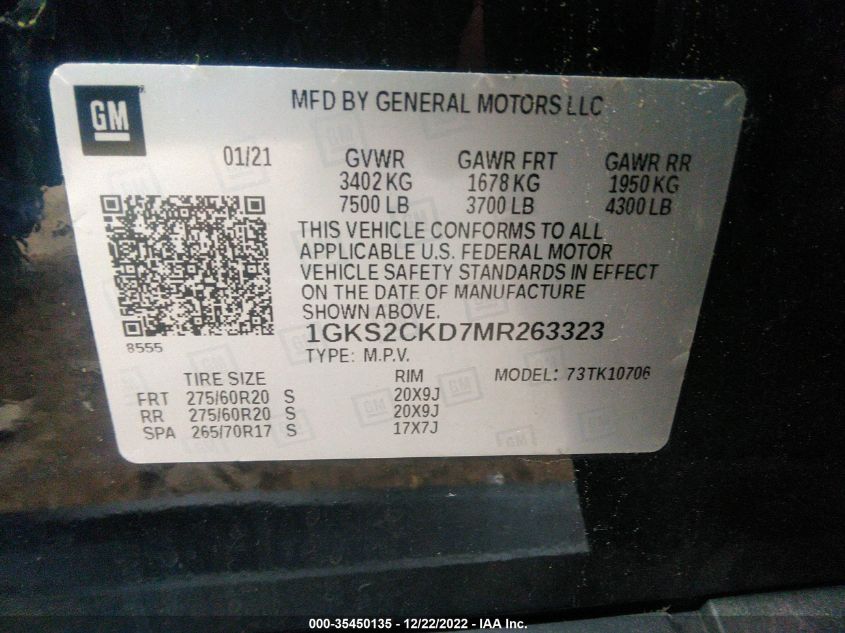 GM
MFD BY GENERAL MOTORS LLC
01/21 GVWR GAWR FRT GAWR RR
3402 KG 1678 KG 1950 KG
7500 LB 3700 LB 4300 LB
THIS VEHICLE CONFORMS TO ALL
APPLICABLE U.S. FEDERAL MOTOR
VEHICLE SAFETY STANDARDS IN EFFECT
ON THE DATE OF MANUFACTURE
SHOWN ABOVE.
8555 1GKS2CKD7MR263323
TYPE: M.P.V.
TIRE SIZE RIM MODEL: 73TK10706
FRT 275/60R20 S 20X9J
RR 275/60R20 S 20X9J
SPA 265/70R17 S 17X7J
000-35450135 - 12/22/2022 - IAA Inc.